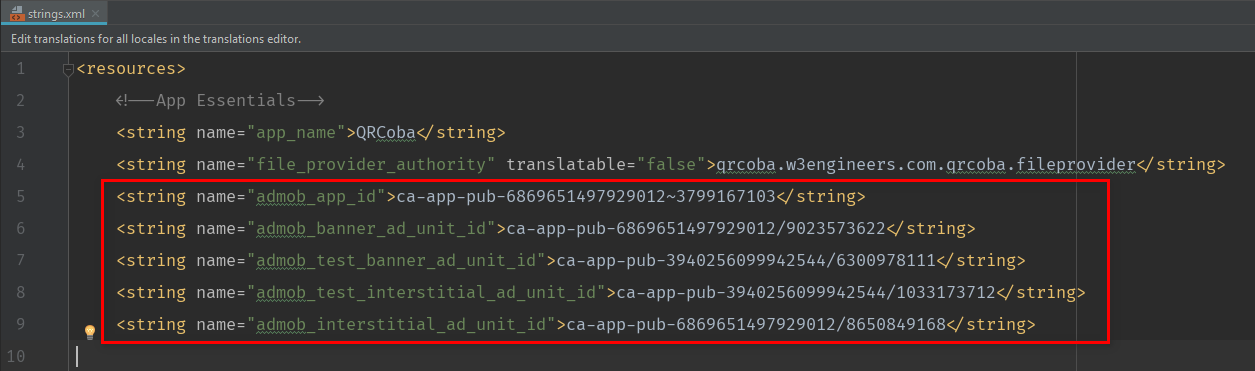 strings.xml
Edit translations for all locales in the translations editor.
1 <resources>
2 <!--App Essentials-->
3 <string name="app_name">QRCoba</string>
4 <string name="file_provider_authority" translatable="false">qrcoba.w3engineers.com.qrcoba.fileprovider</string>
5 <string name="admob_app_id">ca-app-pub-6869651497929012~3799167103</string>
6 <string name="admob_banner_ad_unit_id">ca-app-pub-6869651497929012/9023573622</string>
7 <string name="admob_test_banner_ad_unit_id">ca-app-pub-3940256099942544/6300978111</string>
8 <string name="admob_test_interstitial_ad_unit_id">ca-app-pub-3940256099942544/1033173712</string>
9 <string name="admob_interstitial_ad_unit_id">ca-app-pub-6869651497929012/8650849168</string>
10